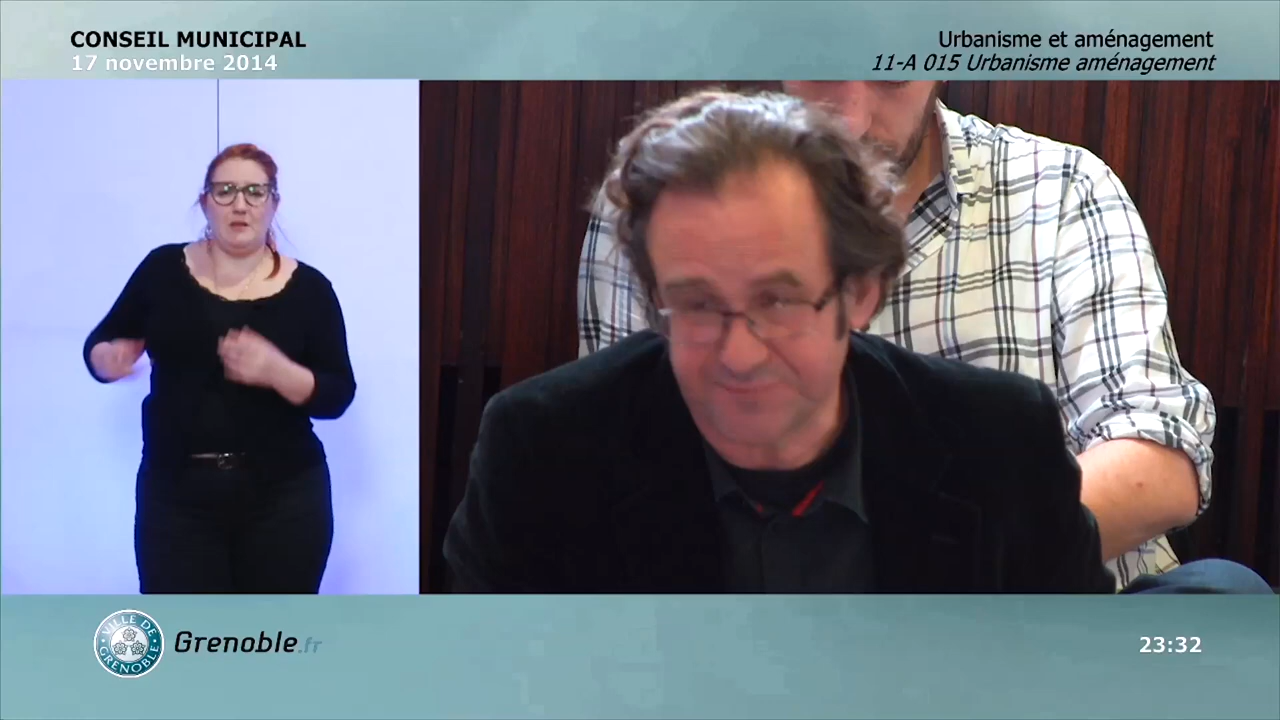 CONSEIL MUNICIPAL
17 novembre 2014
Urbanisme et aménagement
11-A 015 Urbanisme aménagement
VILLE DE GRENOBLE
Grenoble.fr
23:32